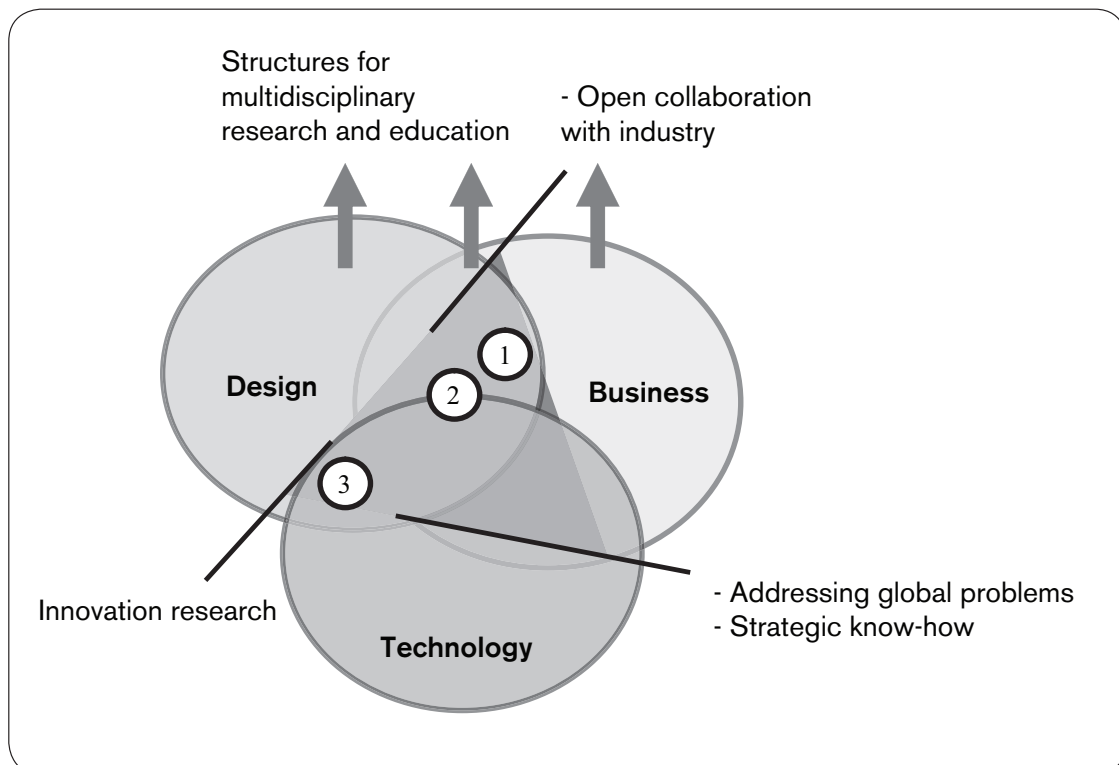 Structures for
multidisciplinary
research and education
- Open collaboration
with industry
1
2
Design
Business
3
Innovation research
- Addressing global problems
- Strategic know-how
Technology